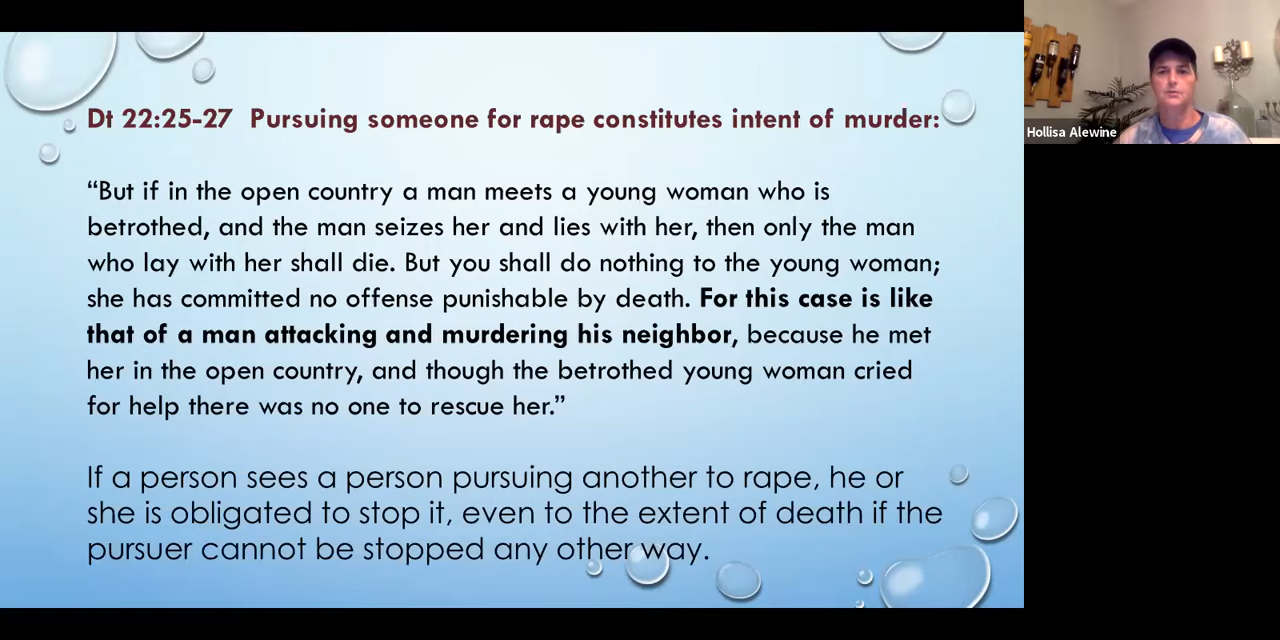 Dt 22:25-27  Pursuing someone for rape constitutes intent of murder:
“But if in the open country a man meets a young woman who is
betrothed, and the man seizes her and lies with her, then only the man
who lay with her shall die. But you shall do nothing to the young woman;
she has committed no offense punishable by death. For this case is like
that of a man attacking and murdering his neighbor, because he met
her in the open country, and though the betrothed young woman cried
for help there was no one to rescue her.”
If a person sees a person pursuing another to rape, he or
she is obligated to stop it, even to the extent of death if the
pursuer cannot be stopped any other way.
Hollisa Alewine